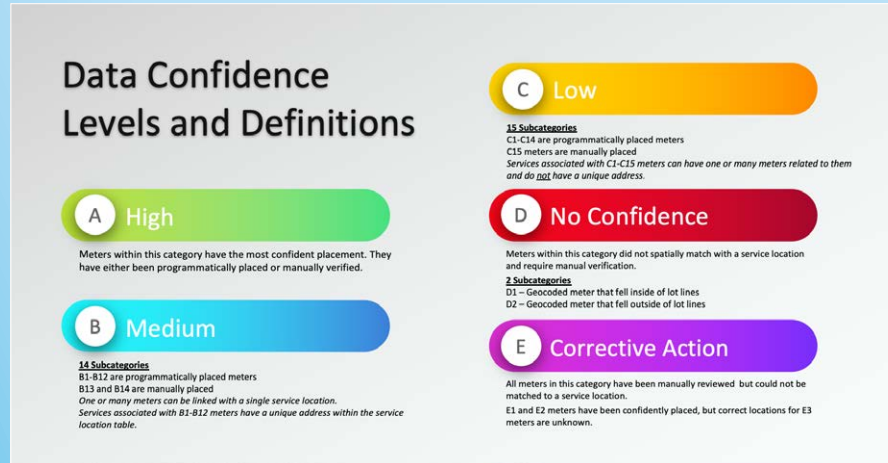 Data Confidence
Levels and Definitions
A High
Meters within this category have the most confident placement. They
have either been programmatically placed or manually verified.
B Medium
14 Subcategories
B1-B12 are programmatically placed meters
B13 and B14 are manually placed
One or many meters can be linked with a single service location.
Services associated with B1-B12 meters have a unique address within the service
location table.
C Low
15 Subcategories
C1-C14 are programmatically placed meters
C15 meters are manually placed
Services associated with C1-C15 meters can have one or many meters related to them
and do not have a unique address.
D No Confidence
Meters within this category did not spatially match with a service location
and require manual verification.
2 Subcategories
D1 – Geocoded meter that fell inside of lot lines
D2 – Geocoded meter that fell outside of lot lines
E Corrective Action
All meters in this category have been manually reviewed but could not be
matched to a service location.
E1 and E2 meters have been confidently placed, but correct locations for E3
meters are unknown.